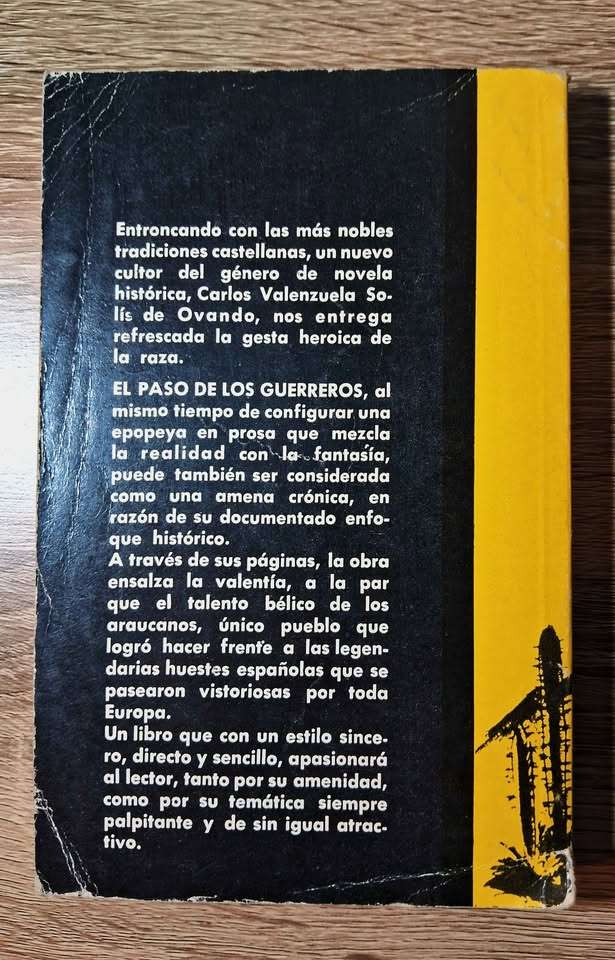 Entroncando con las más nobles
tradiciones castellanas, un nuevo
cultor del género de novela
histórica, Carlos Valenzuela So-
lís de Ovando, nos entrega
refrescada la gesta heroica de
la raza.
EL PASO DE LOS GUERREROS, al
mismo tiempo de configurar una
epopeya en prosa que mezcla
la realidad con la fantasía,
puede también ser considerada
como una amena crónica, en
razón de su documentado enfo-
que histórico.
A través de sus páginas, la obra
ensalza la valentía, a la par
que el talento bélico de los
araucanos, único pueblo que
logró hacer frente a las legen-
darias huestes españolas que se
pasearon vistoriosas por toda
Europa.
Un libro que con un estilo since-
ro, directo y sencillo, apasionará
al lector, tanto por su amenidad,
como por su temática siempre
palpitante y de sin igual atrac-
tivo.